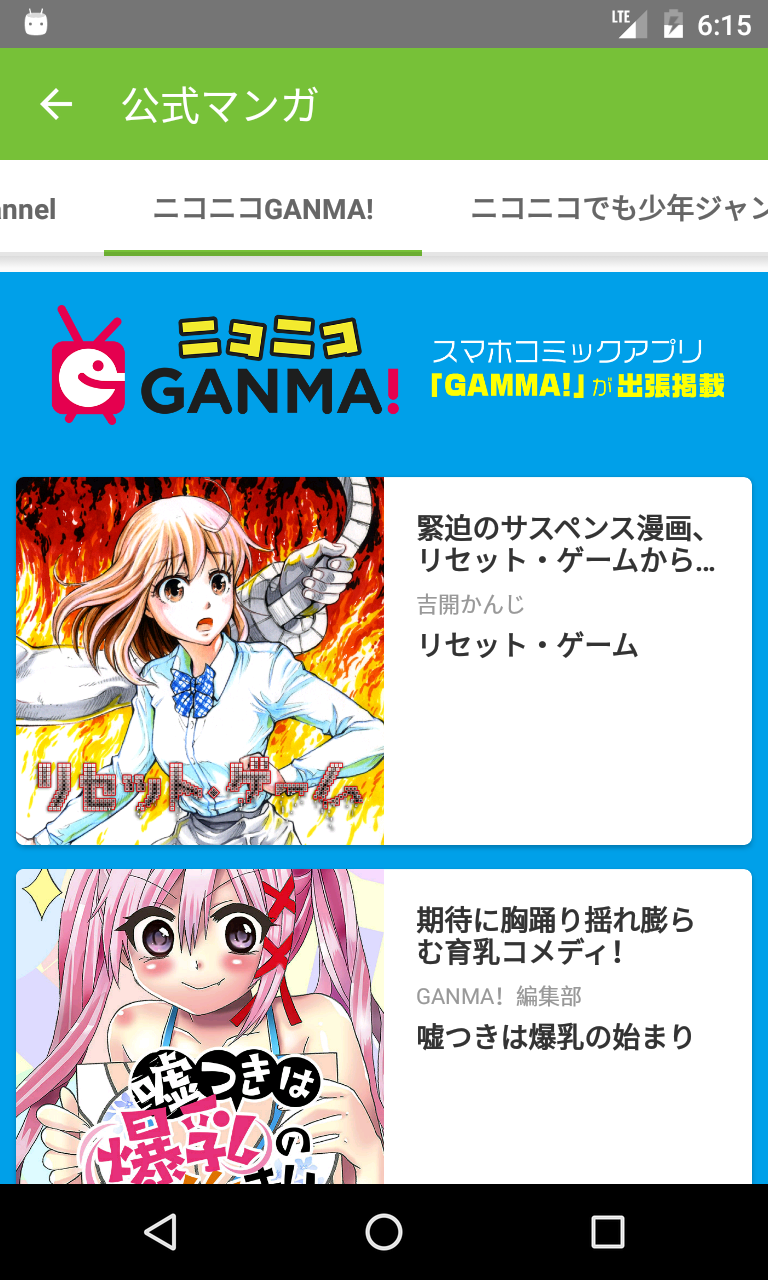 LTE 6:15
公式マンガ
annel ニコニコGANMA! ニコニコでも少年ジャン
ニコニコ
GANMA!
スマホコミックアプリ
「GAMMA!」が出張掲載
緊迫のサスペンス漫画、
リセット・ゲームから...
吉開かんじ
リセット・ゲーム
リセット・ゲーム
期待に胸踊り揺れ膨ら
む育乳コメディ！
GANMA！編集部
嘘つきは爆乳の始まり
嘘つきは
爆乳の